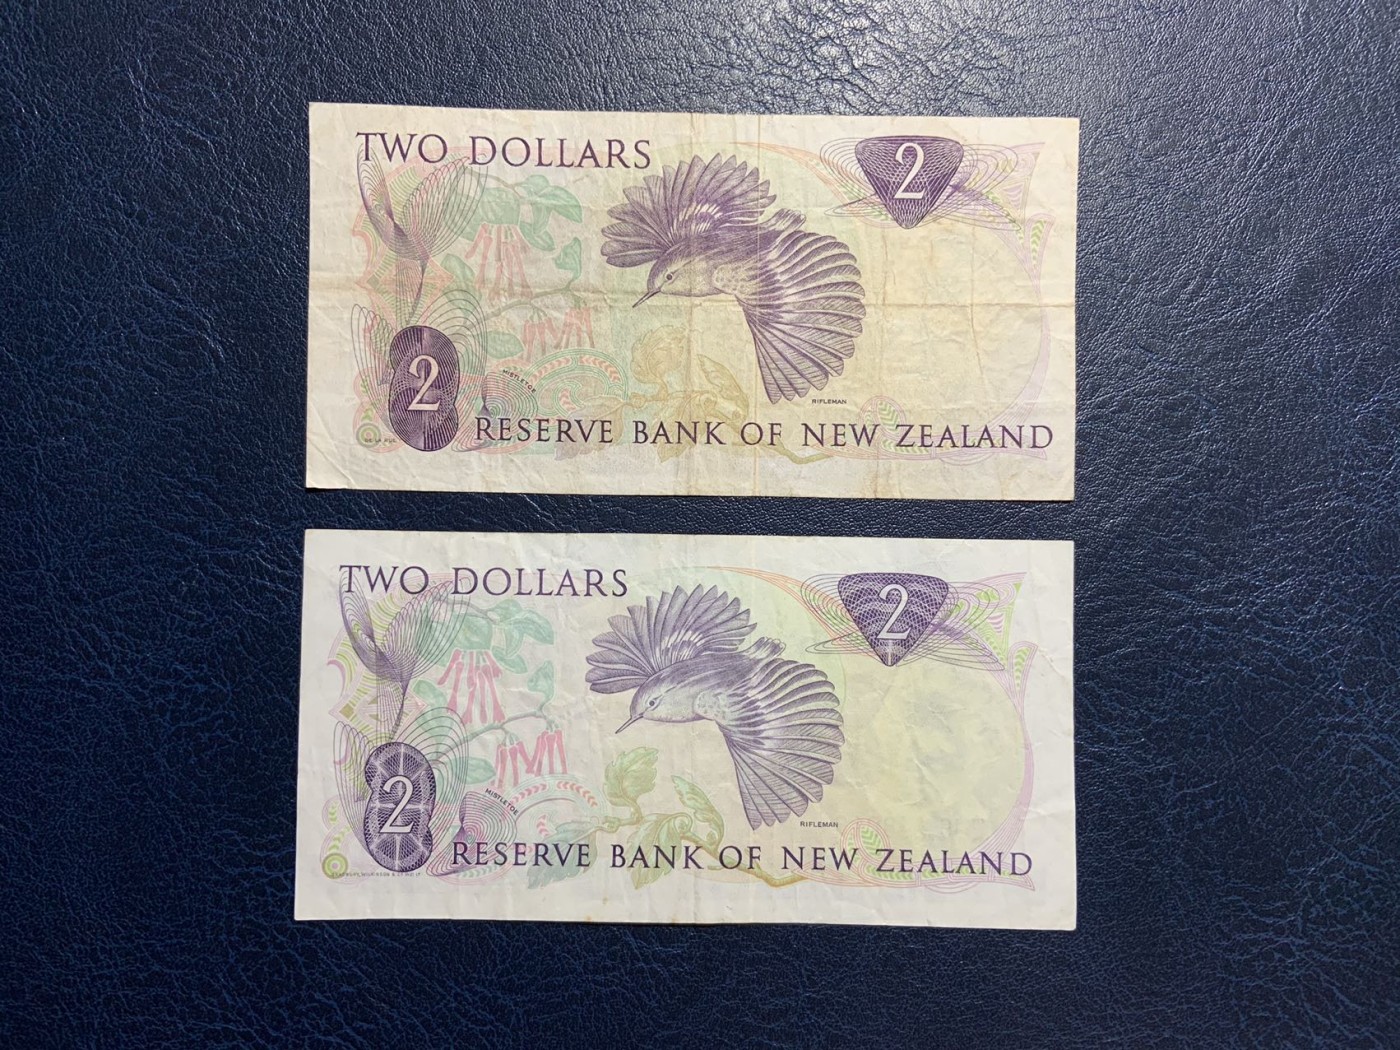 TWO DOLLARS
2
MISTLETOE
2
RIFLEMAN
RESERVE BANK OF NEW ZEALAND
TWO DOLLARS
2
MISTLETOE
2
RIFLEMAN
RESERVE BANK OF NEW ZEALAND